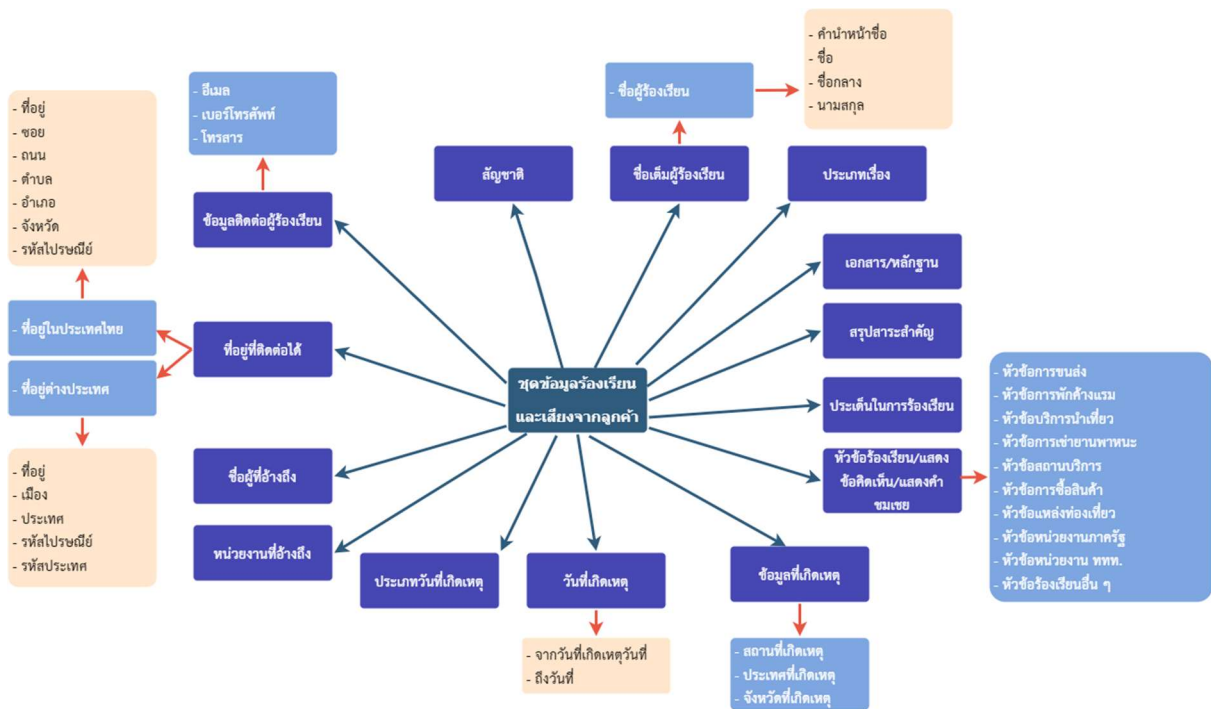 - คำนำหน้าชื่อ
- ชื่อ
- ชื่อกลาง
- นามสกุล
- ชื่อผู้ร้องเรียน
- อีเมล
- เบอร์โทรศัพท์
- โทรสาร
- ที่อยู่
- ซอย
- ถนน
- ตำบล
- อำเภอ
- จังหวัด
- รหัสไปรษณีย์
สัญชาติ
ชื่อเต็มผู้ร้องเรียน
ประเภทเรื่อง
ข้อมูลติดต่อผู้ร้องเรียน
เอกสาร/หลักฐาน
- ที่อยู่ในประเทศไทย
ที่อยู่ที่ติดต่อได้
สรุปสาระสำคัญ
- ที่อยู่ต่างประเทศ
ชุดข้อมูลร้องเรียน
และเสียงจากลูกค้า
ประเด็นในการร้องเรียน
- หัวข้อการขนส่ง
- หัวข้อการพักค้างแรม
- หัวข้อบริการนำเที่ยว
- หัวข้อการเช่ายานพาหนะ
- หัวข้อสถานบริการ
- หัวข้อการซื้อสินค้า
- หัวข้อแหล่งท่องเที่ยว
- หัวข้อหน่วยงานภาครัฐ
- หัวข้อหน่วยงาน ททท.
- หัวข้อร้องเรียนอื่น ๆ
หัวข้อร้องเรียน/แสดง
ข้อคิดเห็น/แสดงคำ
ชมเชย
- ที่อยู่
- เมือง
- ประเทศ
- รหัสไปรษณีย์
- รหัสประเทศ
ชื่อผู้ที่อ้างถึง
หน่วยงานที่อ้างถึง
ประเภทวันที่เกิดเหตุ
วันที่เกิดเหตุ
ข้อมูลที่เกิดเหตุ
- จากวันที่เกิดเหตุวันที่
- ถึงวันที่
- สถานที่เกิดเหตุ
- ประเทศที่เกิดเหตุ
- จังหวัดที่เกิดเหตุ